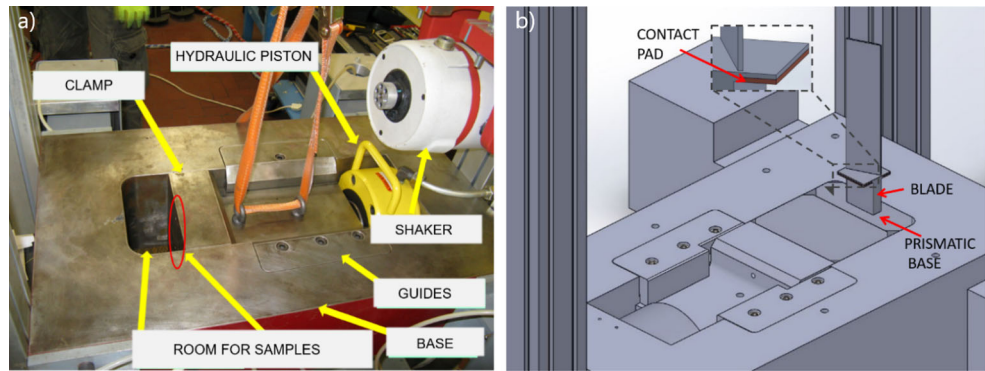 a)
HYDRAULIC PISTON
CLAMP
SHAKER
GUIDES
ROOM FOR SAMPLES
BASE
b)
CONTACT
PAD
BLADE
PRISMATIC
BASE